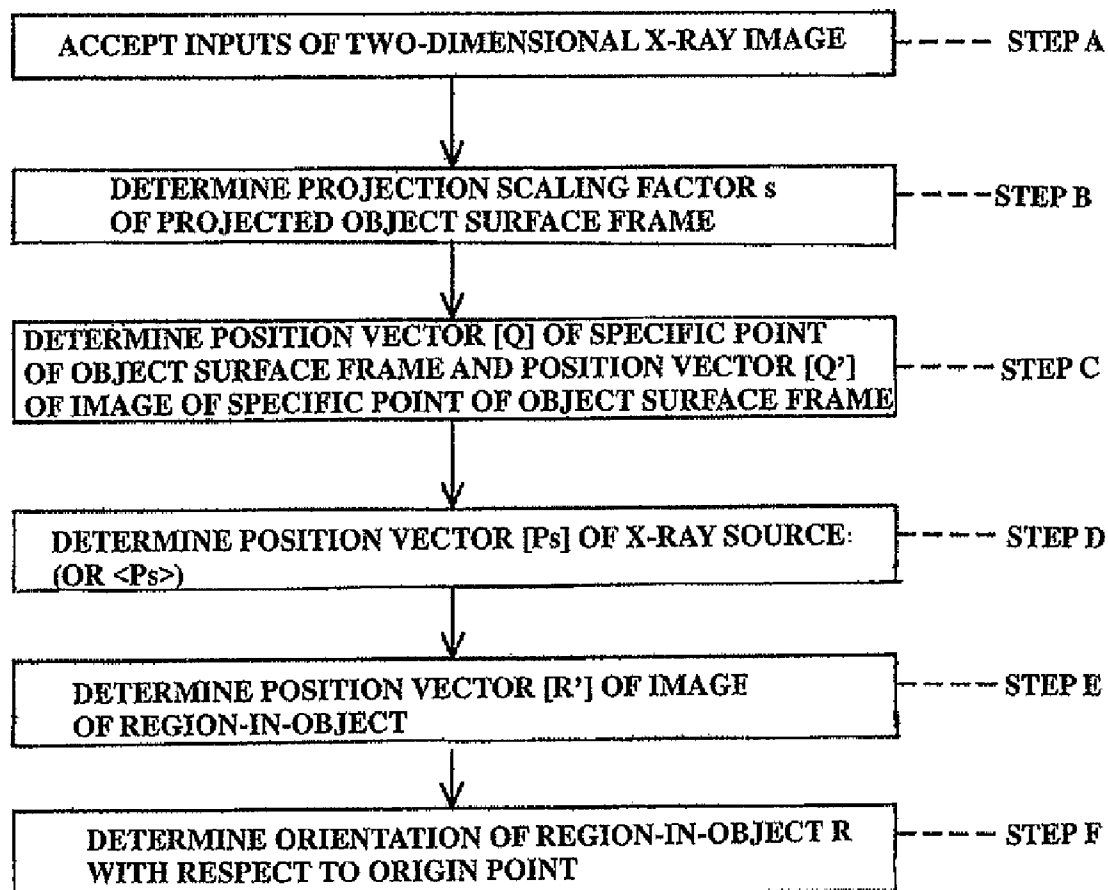 ACCEPT INPUTS OF TWO-DIMENSIONAL X-RAY IMAGE
STEP A
DETERMINE PROJECTION SCALING FACTOR s
OF PROJECTED OBJECT SURFACE FRAME
STEP B
DETERMINE POSITION VECTOR [Q] OF SPECIFIC POINT
OF OBJECT SURFACE FRAME AND POSITION VECTOR [Q’]
OF IMAGE OF SPECIFIC POINT OF OBJECT SURFACE FRAME
STEP C
DETERMINE POSITION VECTOR [Ps] OF X-RAY SOURCE:
(OR <Ps>)
STEP D
DETERMINE POSITION VECTOR [R’] OF IMAGE
OF REGION-IN-OBJECT
STEP E
DETERMINE ORIENTATION OF REGION-IN-OBJECT R
WITH RESPECT TO ORIGIN POINT
STEP F